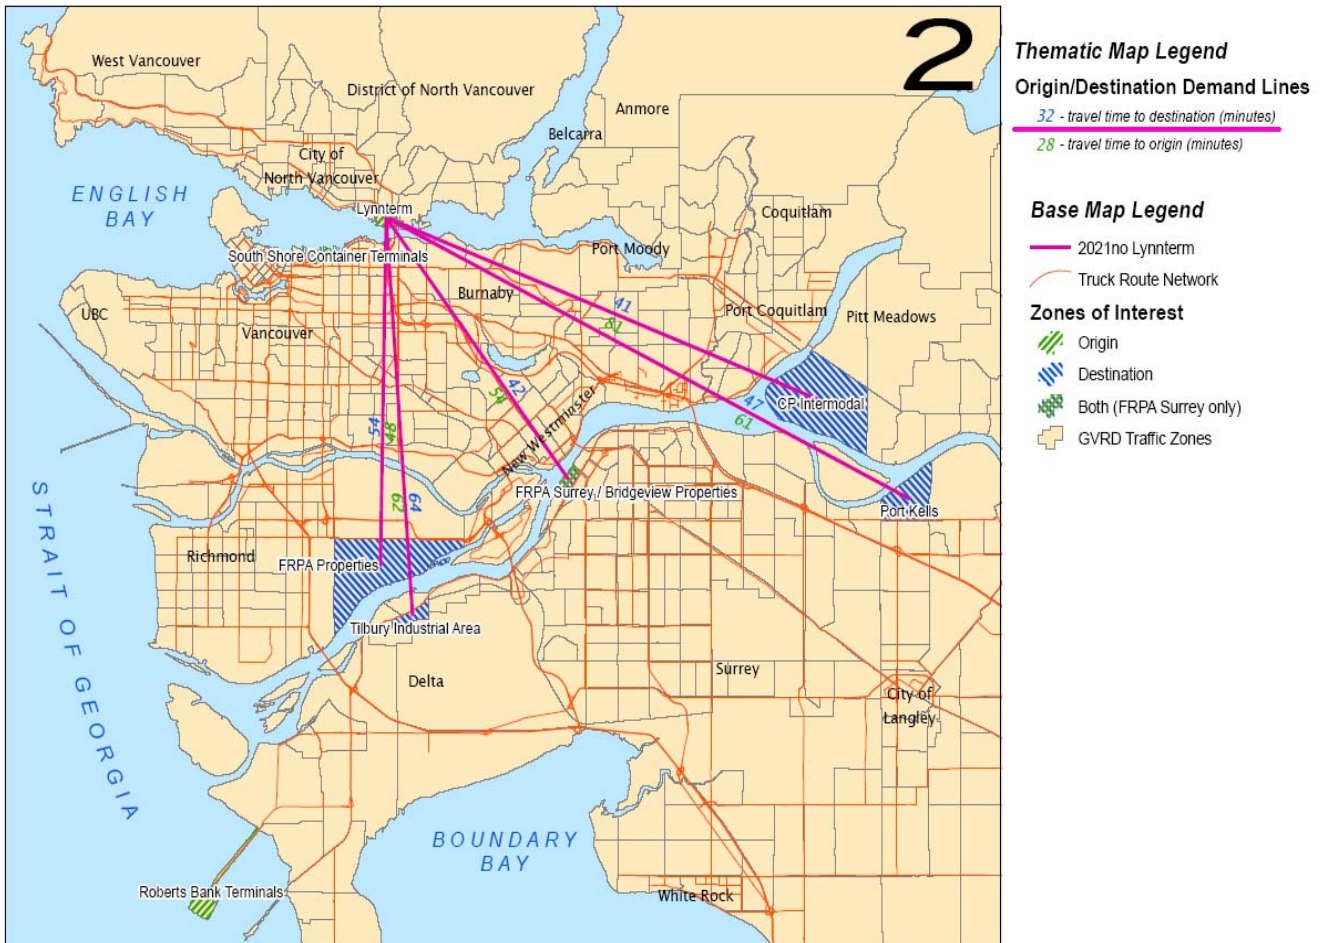 2
West Vancouver
District of North Vancouver
Anmore
Belcarra
City of
North Vancouver
ENGLISH
BAY
Lynnterm
Coquitlam
Port Moody
South Shore Container Terminals
Burnaby
41
81
Port Coquitlam
Pitt Meadows
UBC
Vancouver
42
54
47
61
CP Intermodal
New Westminster
54
48
62
64
FRPA Surrey / Bridgeview Properties
Port Kells
STRAIT OF GEORGIA
Richmond
FRPA Properties
Tilbury Industrial Area
Delta
Surrey
City of
Langley
BOUNDARY
BAY
Roberts Bank Terminals
White Rock
Thematic Map Legend
Origin/Destination Demand Lines
32 - travel time to destination (minutes)
28 - travel time to origin (minutes)
Base Map Legend
2021no Lynnterm
Truck Route Network
Zones of Interest
Origin
Destination
Both (FRPA Surrey only)
GVRD Traffic Zones